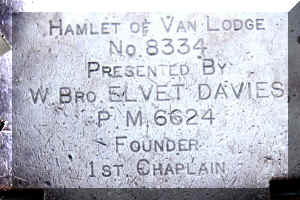 HAMLET OF VAN LODGE
NO. 8334
PRESENTED BY
W. BRO. ELVET DAVIES
P M 6624
FOUNDER
1ST CHAPLAIN